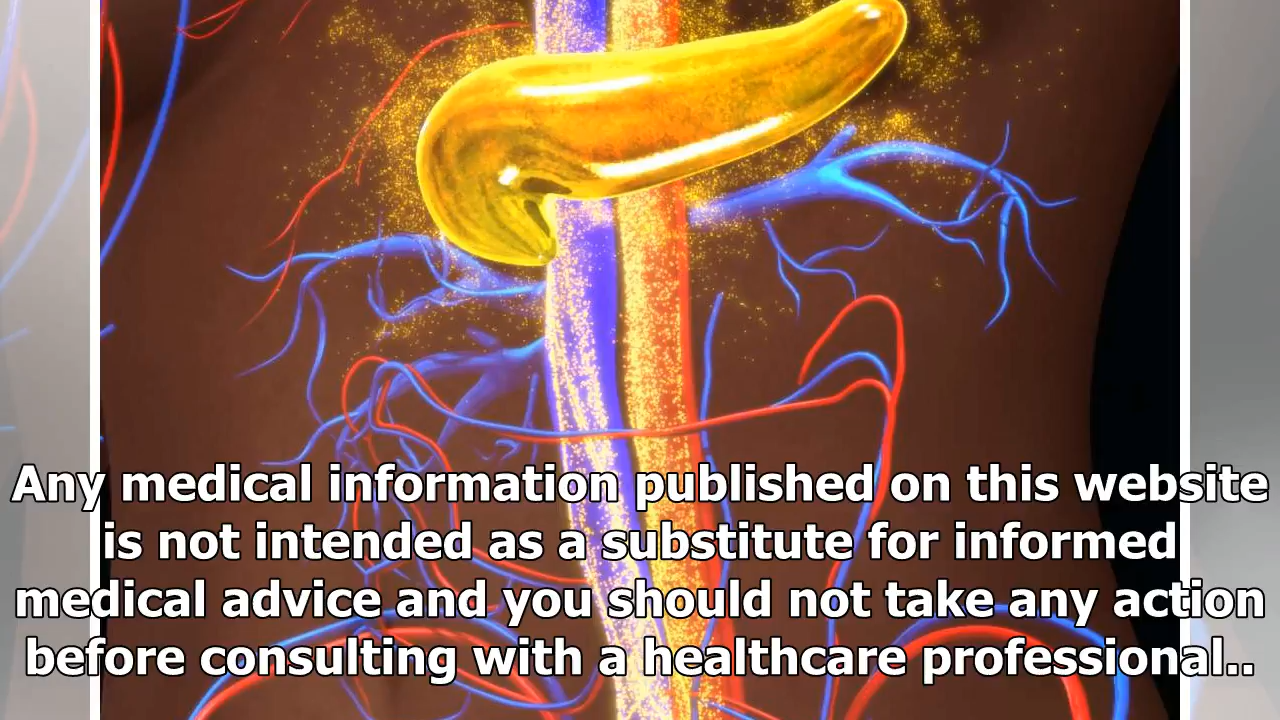 Any medical information published on this website
is not intended as a substitute for informed
medical advice and you should not take any action
before consulting with a healthcare professional..